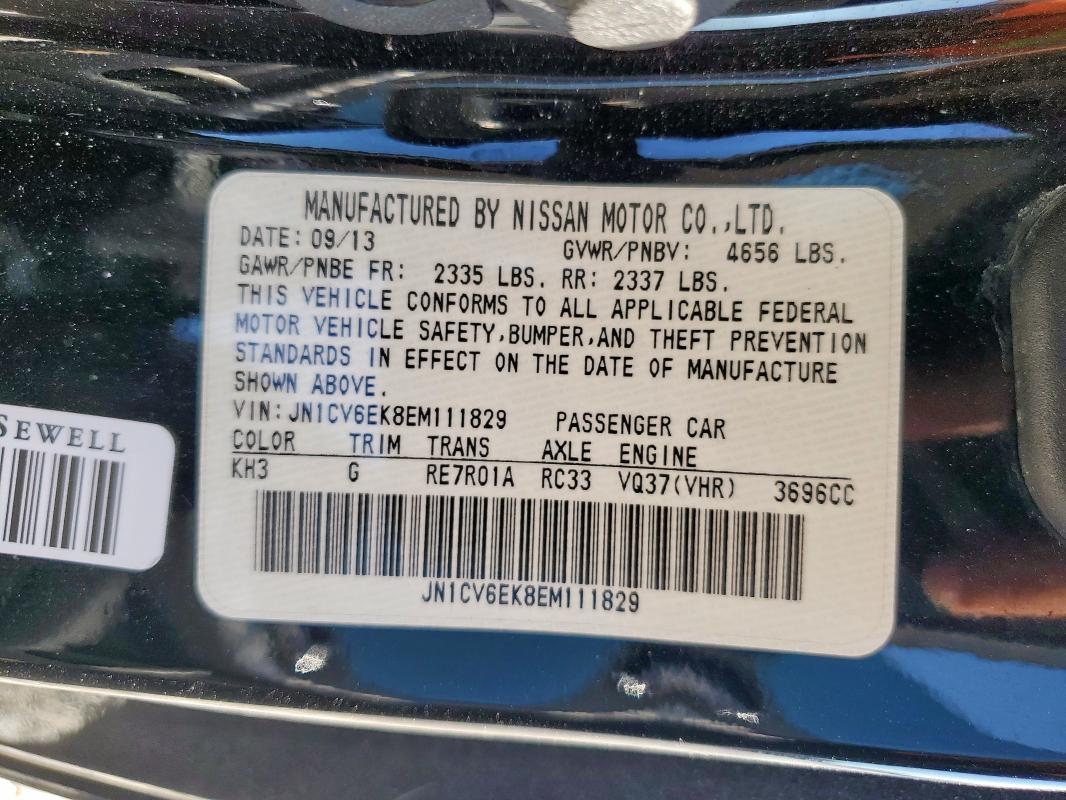 MANUFACTURED BY NISSAN MOTOR CO.,LTD.
DATE: 09/13 GVWR/PNBV: 4656 LBS.
GAWR/PNBE FR: 2335 LBS. RR: 2337 LBS.
THIS VEHICLE CONFORMS TO ALL APPLICABLE FEDERAL
MOTOR VEHICLE SAFETY,BUMPER,AND THEFT PREVENTION
STANDARDS IN EFFECT ON THE DATE OF MANUFACTURE
SHOWN ABOVE.
VIN:JN1CV6EK8EM111829 PASSENGER CAR
COLOR TRIM TRANS AXLE ENGINE
KH3 G RE7R01A RC33 VQ37(VHR) 3696CC
JN1CV6EK8EM111829
SEWELL